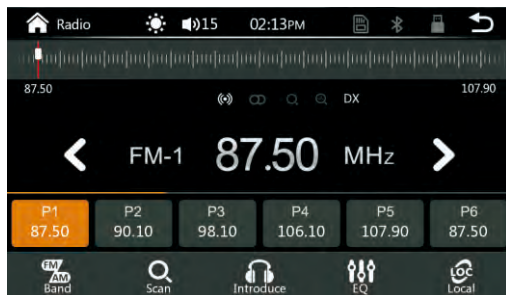 Radio 15 02:13PM
87.50 107.90
DX
FM-1 87.50 MHz
P1 P2 P3 P4 P5 P6
87.50 90.10 98.10 106.10 107.90 87.50
FM AM LOC
Band Scan Introduce EQ Local